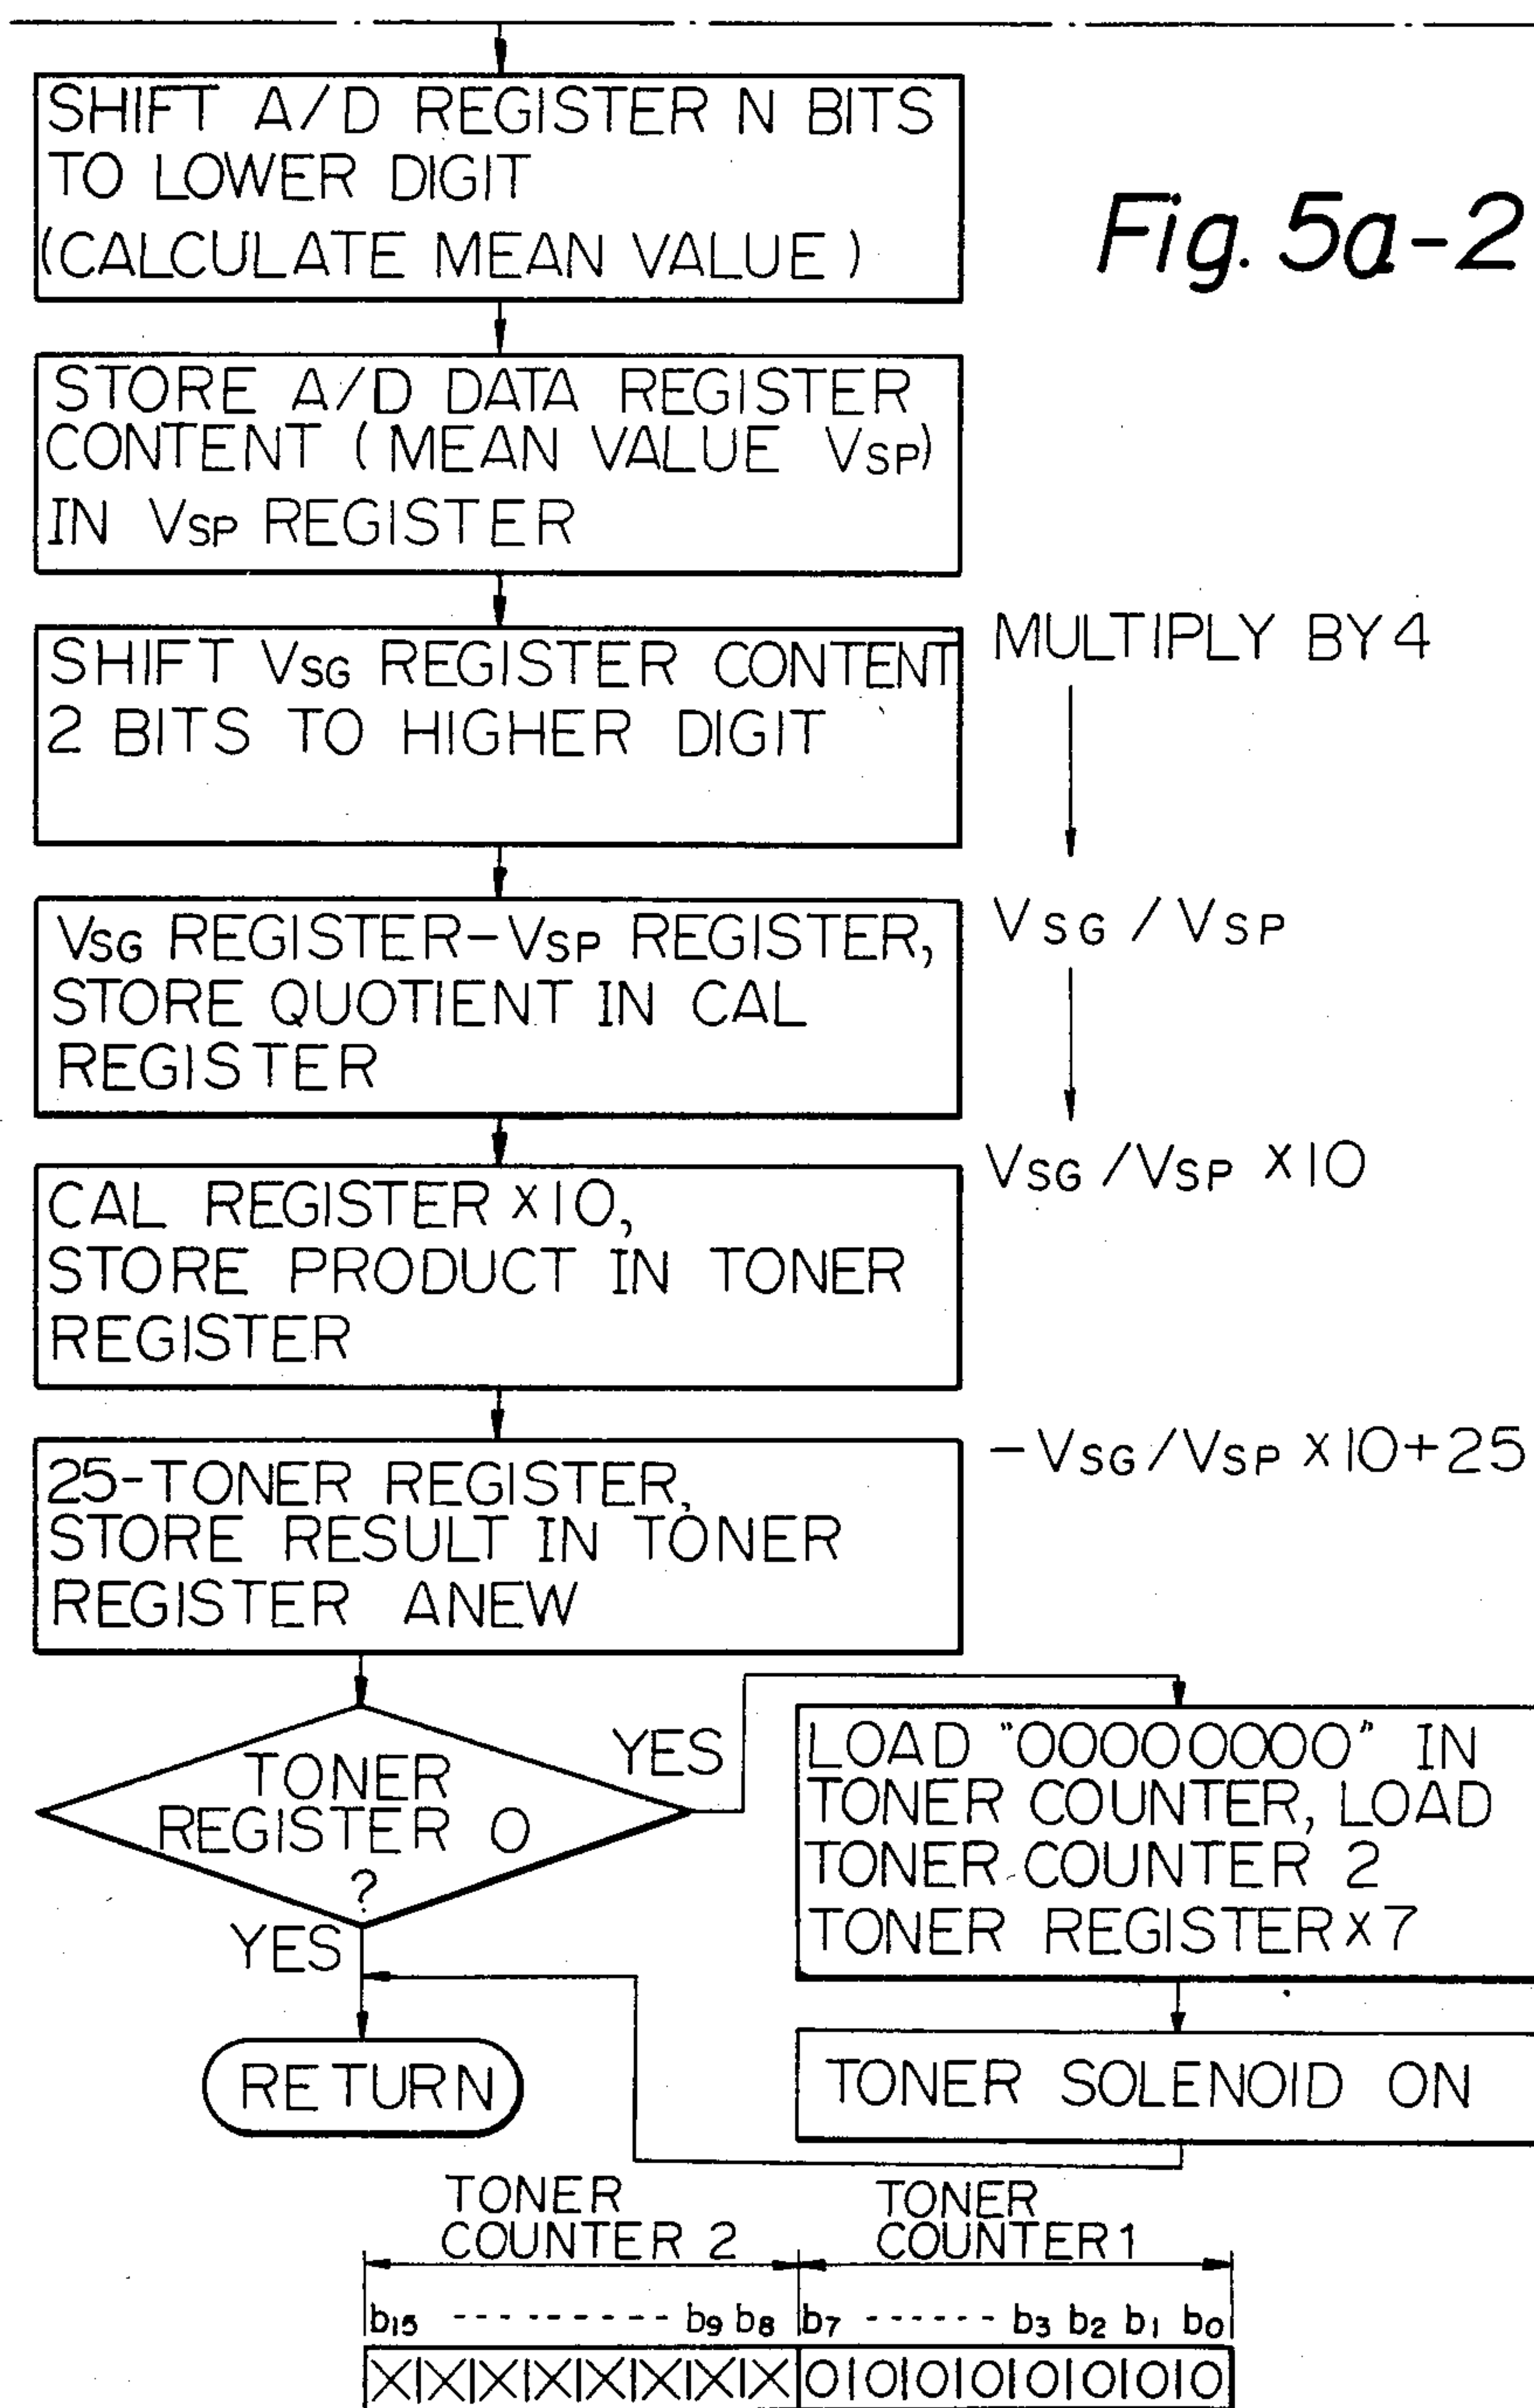 SHIFT A/D REGISTER N BITS
TO LOWER DIGIT
(CALCULATE MEAN VALUE)
Fig. 5a-2
STORE A/D DATA REGISTER
CONTENT (MEAN VALUE VSP)
IN VSP REGISTER
SHIFT VSG REGISTER CONTENT
2 BITS TO HIGHER DIGIT
MULTIPLY BY 4
VSG REGISTER-VSP REGISTER,
STORE QUOTIENT IN CAL
REGISTER
VSG / VSP
CAL REGISTER X10,
STORE PRODUCT IN TONER
REGISTER
VSG /VSP X10
25-TONER REGISTER,
STORE RESULT IN TONER
REGISTER ANEW
-VSG/VSP X10+25
TONER
REGISTER 0
?
YES
YES
LOAD "00000000" IN
TONER COUNTER, LOAD
TONER COUNTER 2
TONER REGISTER X7
RETURN
TONER SOLENOID ON
TONER
COUNTER 2
TONER
COUNTER 1
b15 ---------- b9 b8 b7 ------ b3 b2 b1 b0
X|X|X|X|X|X|X|X|0|0|0|0|0|0|0|0